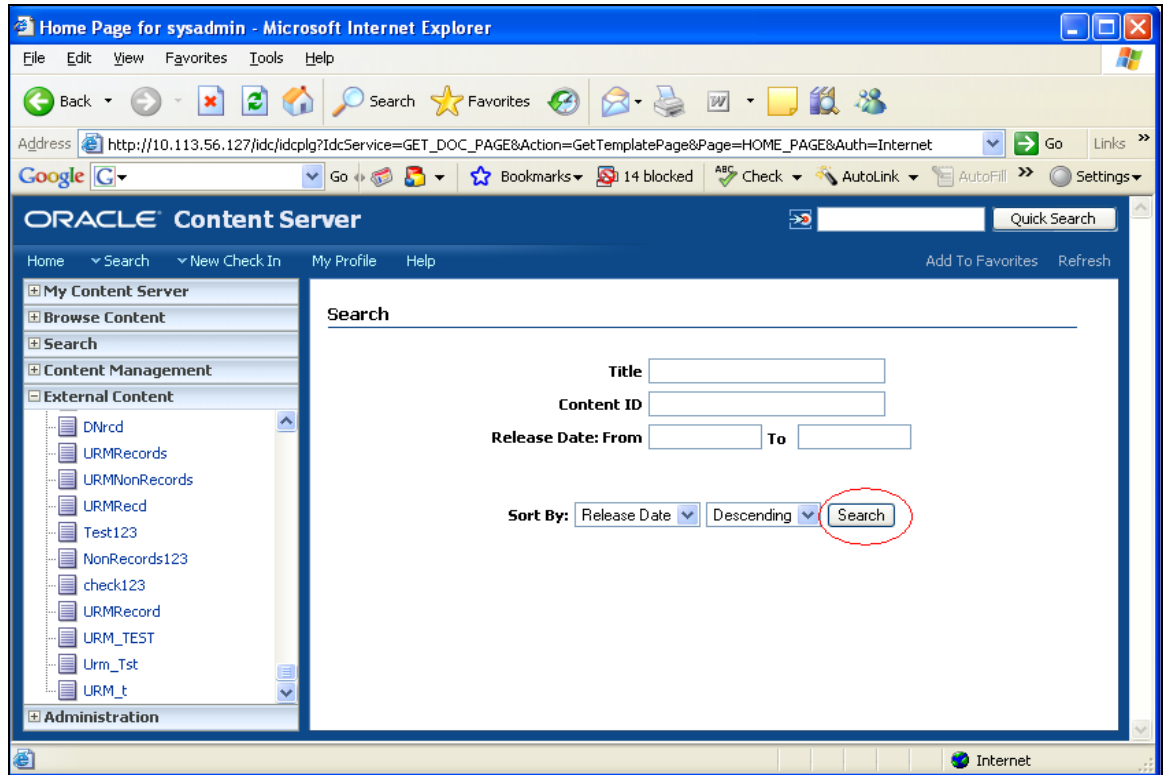 Home Page for sysadmin - Microsoft Internet Explorer
File Edit View Favorites Tools Help
Back Search Favorites
Address http://10.113.56.127/idc/idcplg?IdcService=GET_DOC_PAGE&Action=GetTemplatePage&Page=HOME_PAGE&Auth=Internet Go Links »
Google G Go Bookmarks 14 blocked ABC Check AutoLink AutoFill » Settings
ORACLE Content Server Quick Search
Home Search New Check In My Profile Help Add To Favorites Refresh
My Content Server
Browse Content
Search
Content Management
External Content
DNrcd
URMRecords
URMNonRecords
URMRecd
Test123
NonRecords123
check123
URMRecord
URM_TEST
Urm_Tst
URM_t
Administration
Search
Title
Content ID
Release Date: From To
Sort By: Release Date Descending Search
Internet